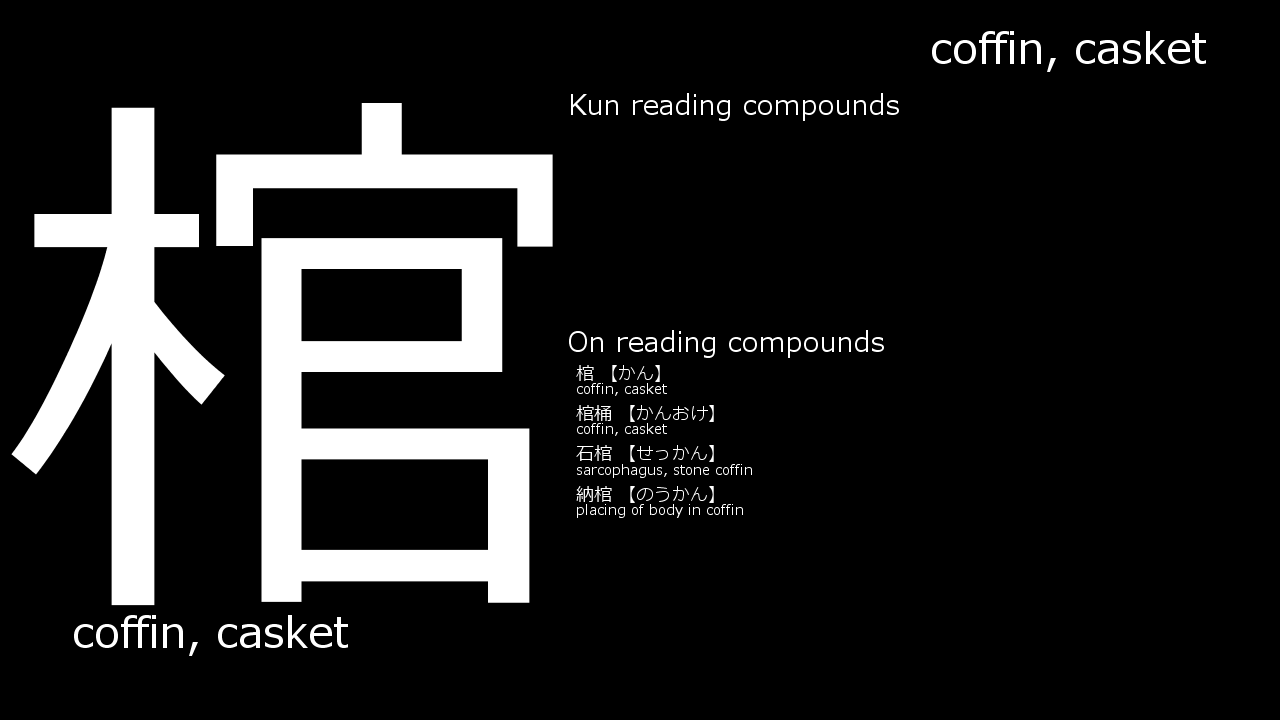 coffin, casket
棺
coffin, casket
Kun reading compounds
On reading compounds
棺 【かん】
coffin, casket
棺桶 【かんおけ】
coffin, casket
石棺 【せっかん】
sarcophagus, stone coffin
納棺 【のうかん】
placing of body in coffin